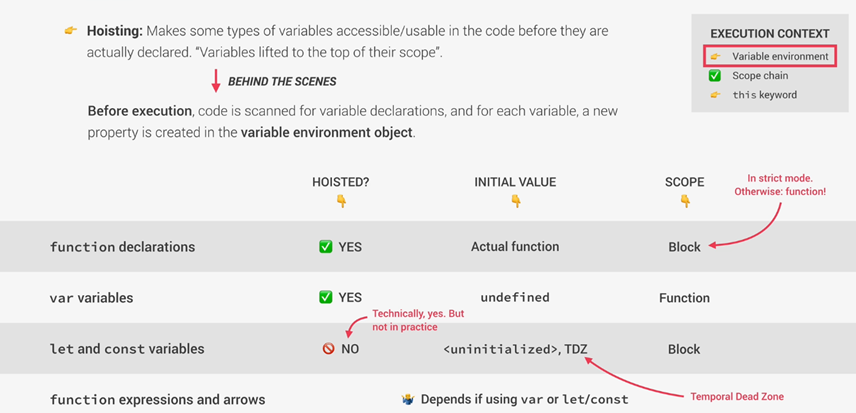 Hoisting: Makes some types of variables accessible/usable in the code before they are
actually declared. “Variables lifted to the top of their scope”.
BEHIND THE SCENES
Before execution, code is scanned for variable declarations, and for each variable, a new
property is created in the variable environment object.
EXECUTION CONTEXT
Variable environment
Scope chain
this keyword
HOISTED?
INITIAL VALUE
SCOPE
In strict mode.
Otherwise: function!
function declarations
YES
Actual function
Block
var variables
YES
undefined
Function
Technically, yes. But
not in practice
let and const variables
NO
<uninitialized>, TDZ
Block
function expressions and arrows
Depends if using var or let/const
Temporal Dead Zone